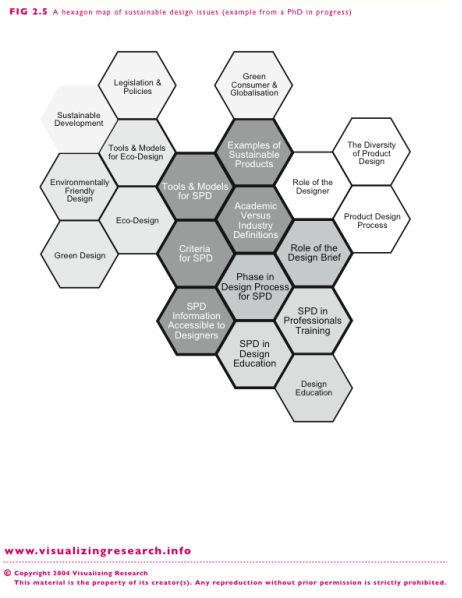 FIG 2.5 A hexagon map of sustainable design issues (example from a PhD in progress)
Legislation &
Policies
Green
Consumer &
Globalisation
Sustainable
Development
Tools & Models
for Eco-Design
Examples of
Sustainable
Products
The Diversity
of Product
Design
Environmentally
Friendly
Design
Tools & Models
for SPD
Role of the
Designer
Eco-Design
Academic
Versus
Industry
Definitions
Product Design
Process
Green Design
Criteria
for SPD
Role of the
Design Brief
Phase in
Design Process
for SPD
SPD
Information
Accessible to
Designers
SPD in
Professionals
Training
SPD in
Design
Education
Design
Education
www.visualizingresearch.info
© Copyright 2004 Visualizing Research
This material is the property of its creator(s). Any reproduction without prior permission is strictly prohibited.